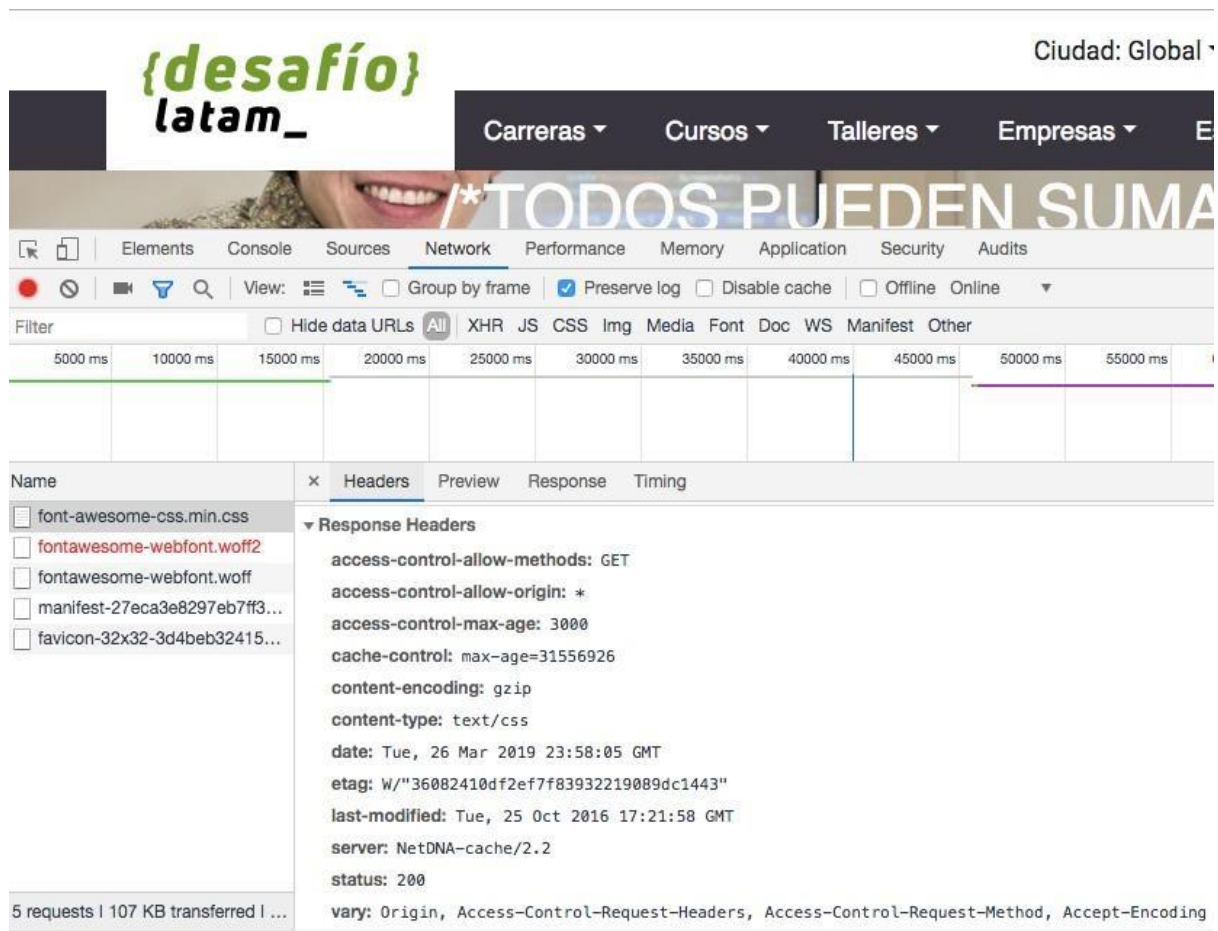 {desafío}
latam_
Ciudad: Global
Carreras Cursos Talleres Empresas
/*TODOS PUEDEN SUMA
Elements Console Sources Network Performance Memory Application Security Audits
View: Group by frame Preserve log Disable cache Offline Online
Filter Hide data URLs All XHR JS CSS Img Media Font Doc WS Manifest Other
5000 ms 10000 ms 15000 ms 20000 ms 25000 ms 30000 ms 35000 ms 40000 ms 45000 ms 50000 ms 55000 ms
Name × Headers Preview Response Timing
font-awesome-css.min.css
fontawesome-webfont.woff2
fontawesome-webfont.woff
manifest-27eca3e8297eb7ff3...
favicon-32x32-3d4beb32415...
Response Headers
access-control-allow-methods: GET
access-control-allow-origin: *
access-control-max-age: 3000
cache-control: max-age=31556926
content-encoding: gzip
content-type: text/css
date: Tue, 26 Mar 2019 23:58:05 GMT
etag: W/"36082410df2ef7f83932219089dc1443"
last-modified: Tue, 25 Oct 2016 17:21:58 GMT
server: NetDNA-cache/2.2
status: 200
vary: Origin, Access-Control-Request-Headers, Access-Control-Request-Method, Accept-Encoding
5 requests | 107 KB transferred | ...